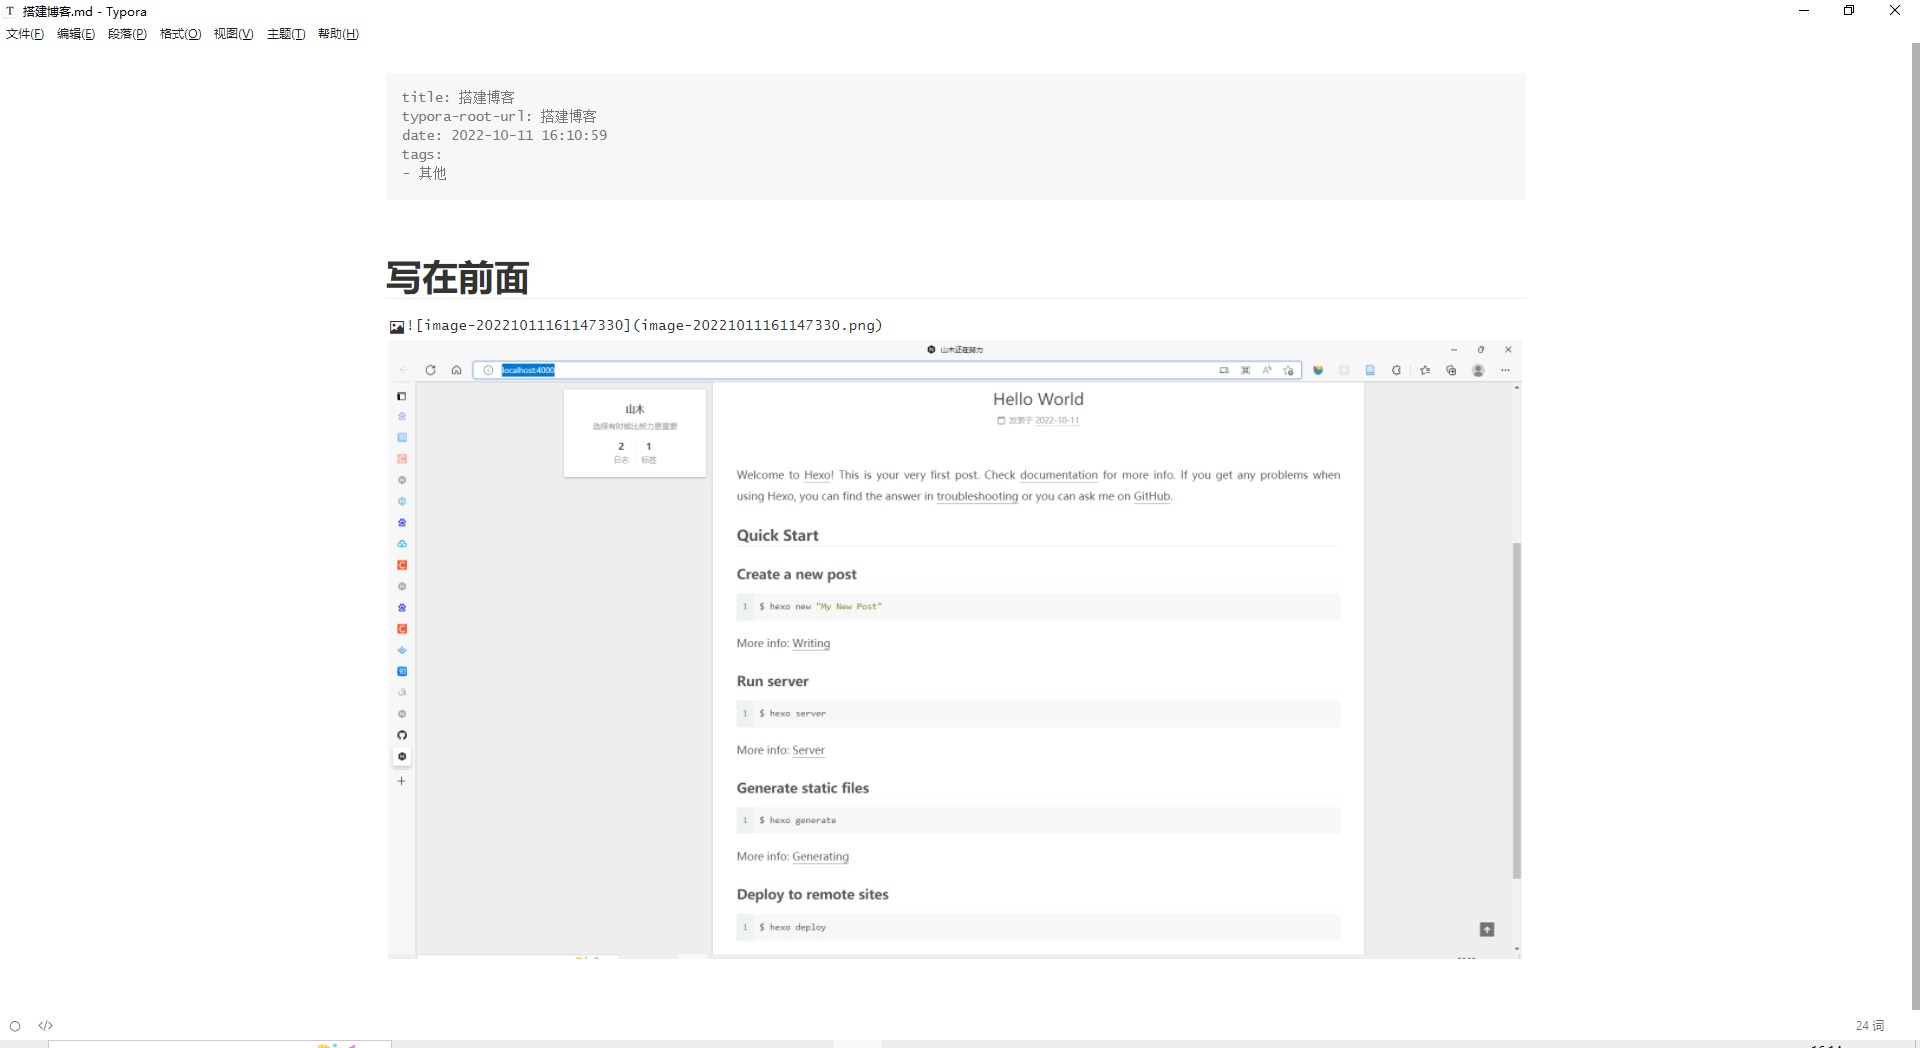 搭建博客.md - Typora
文件(F) 编辑(E) 段落(P) 格式(O) 视图(V) 主题(T) 帮助(H)
title: 搭建博客
typora-root-url: 搭建博客
date: 2022-10-11 16:10:59
tags:
- 其他
写在前面
![image-20221011161147330](image-20221011161147330.png)
山木还在努力
localhost:4000
山木
选择有时候比努力更重要
2 1
日志 标签
Hello World
发表于 2022-10-11
Welcome to Hexo! This is your very first post. Check documentation for more info. If you get any problems when
using Hexo, you can find the answer in troubleshooting or you can ask me on GitHub.
Quick Start
Create a new post
1 $ hexo new "My New Post"
More info: Writing
Run server
1 $ hexo server
More info: Server
Generate static files
1 $ hexo generate
More info: Generating
Deploy to remote sites
1 $ hexo deploy
24 词